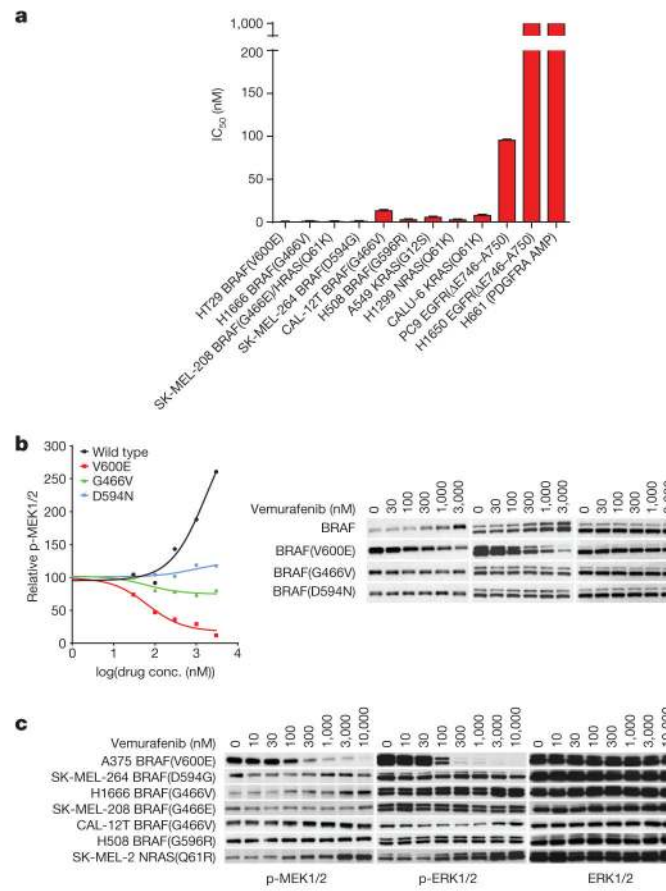 a
1,000
200
150
100
50
0
IC50 (nM)
HT29 BRAF(V600E)
H1666 BRAF(G466V)
SK-MEL-208 BRAF(G466E)/HRAS(Q61K)
SK-MEL-264 BRAF(D594G)
CAL-12T BRAF(G466V)
H508 BRAF(G596R)
A549 KRAS(G12S)
H1299 NRAS(Q61K)
CALU-6 KRAS(Q61K)
PC9 EGFR(ΔE746–A750)
H1650 EGFR(ΔE746–A750)
H661 (PDGFRA AMP)
b
300
250
200
150
100
50
0
Relative p-MEK1/2
Wild type
V600E
G466V
D594N
0 1 2 3 4
log(drug conc. (nM))
Vemurafenib (nM)
0 30 100 300 1,000 3,000 0 30 100 300 1,000 3,000 0 30 100 300 1,000
BRAF
BRAF(V600E)
BRAF(G466V)
BRAF(D594N)
c
Vemurafenib (nM)
0 10 30 100 300 1,000 3,000 10,000 0 10 30 100 300 1,000 3,000 10,000 0 10 30 100 300 1,000 3,000
A375 BRAF(V600E)
SK-MEL-264 BRAF(D594G)
H1666 BRAF(G466V)
SK-MEL-208 BRAF(G466E)
CAL-12T BRAF(G466V)
H508 BRAF(G596R)
SK-MEL-2 NRAS(Q61R)
p-MEK1/2 p-ERK1/2 ERK1/2